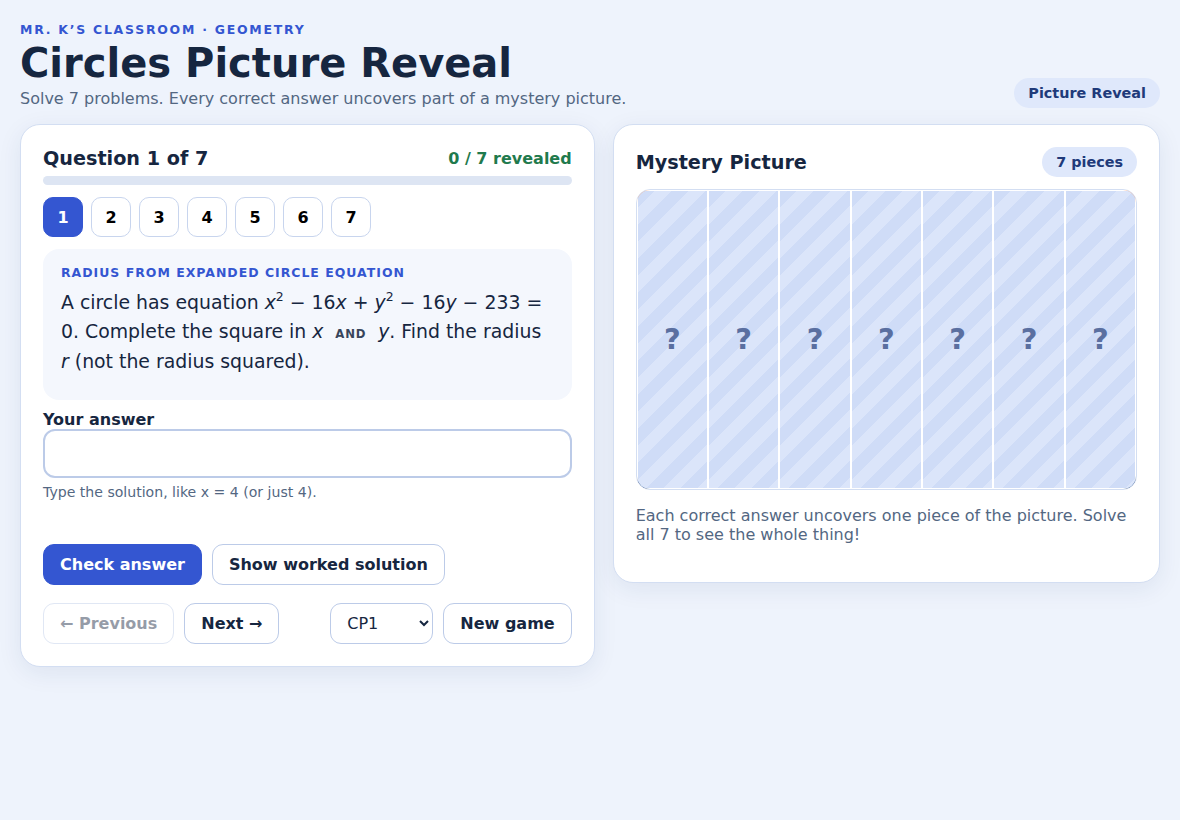 MR. K’S CLASSROOM · GEOMETRY
Circles Picture Reveal
Solve 7 problems. Every correct answer uncovers part of a mystery picture.
Picture Reveal
Question 1 of 7
0 / 7 revealed
1 2 3 4 5 6 7
RADIUS FROM EXPANDED CIRCLE EQUATION
A circle has equation x² − 16x + y² − 16y − 233 =
0. Complete the square in x AND y. Find the radius
r (not the radius squared).
Your answer
Type the solution, like x = 4 (or just 4).
Check answer
Show worked solution
← Previous
Next →
CP1
New game
Mystery Picture
7 pieces
? ? ? ? ? ? ?
Each correct answer uncovers one piece of the picture. Solve
all 7 to see the whole thing!